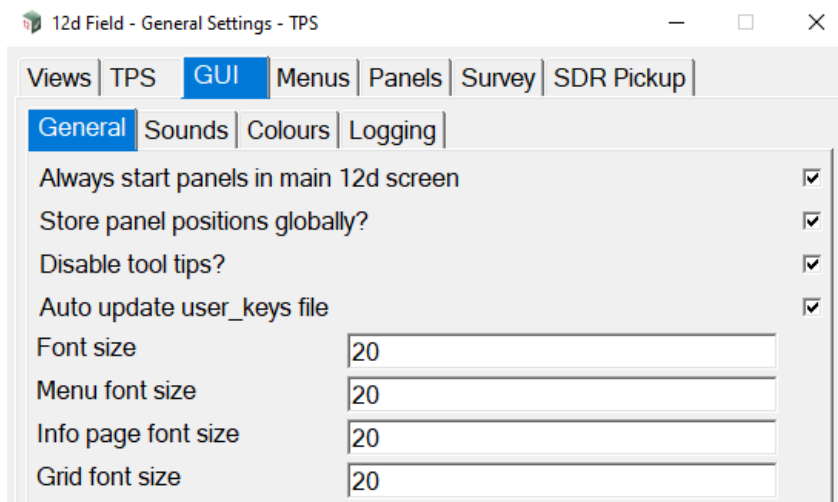 12d Field - General Settings - TPS
Views TPS GUI Menus Panels Survey SDR Pickup
General Sounds Colours Logging
Always start panels in main 12d screen
Store panel positions globally?
Disable tool tips?
Auto update user_keys file
Font size 20
Menu font size 20
Info page font size 20
Grid font size 20